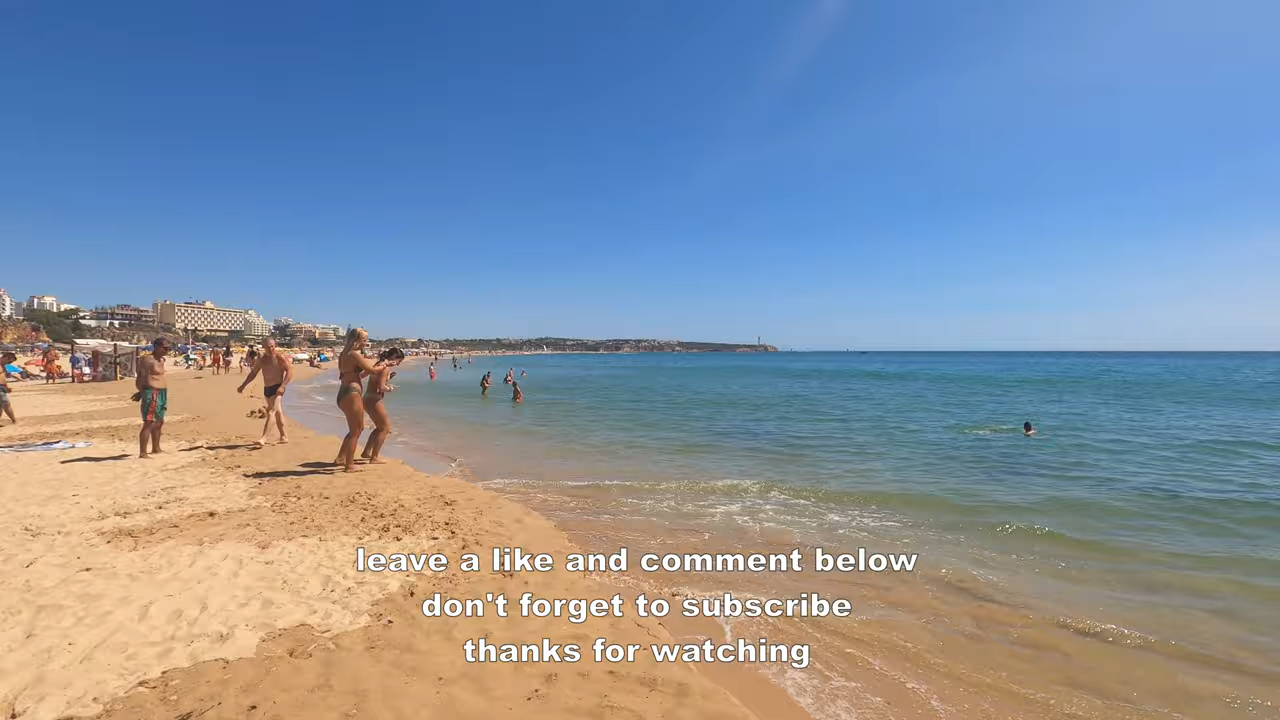 leave a like and comment below
don't forget to subscribe
thanks for watching